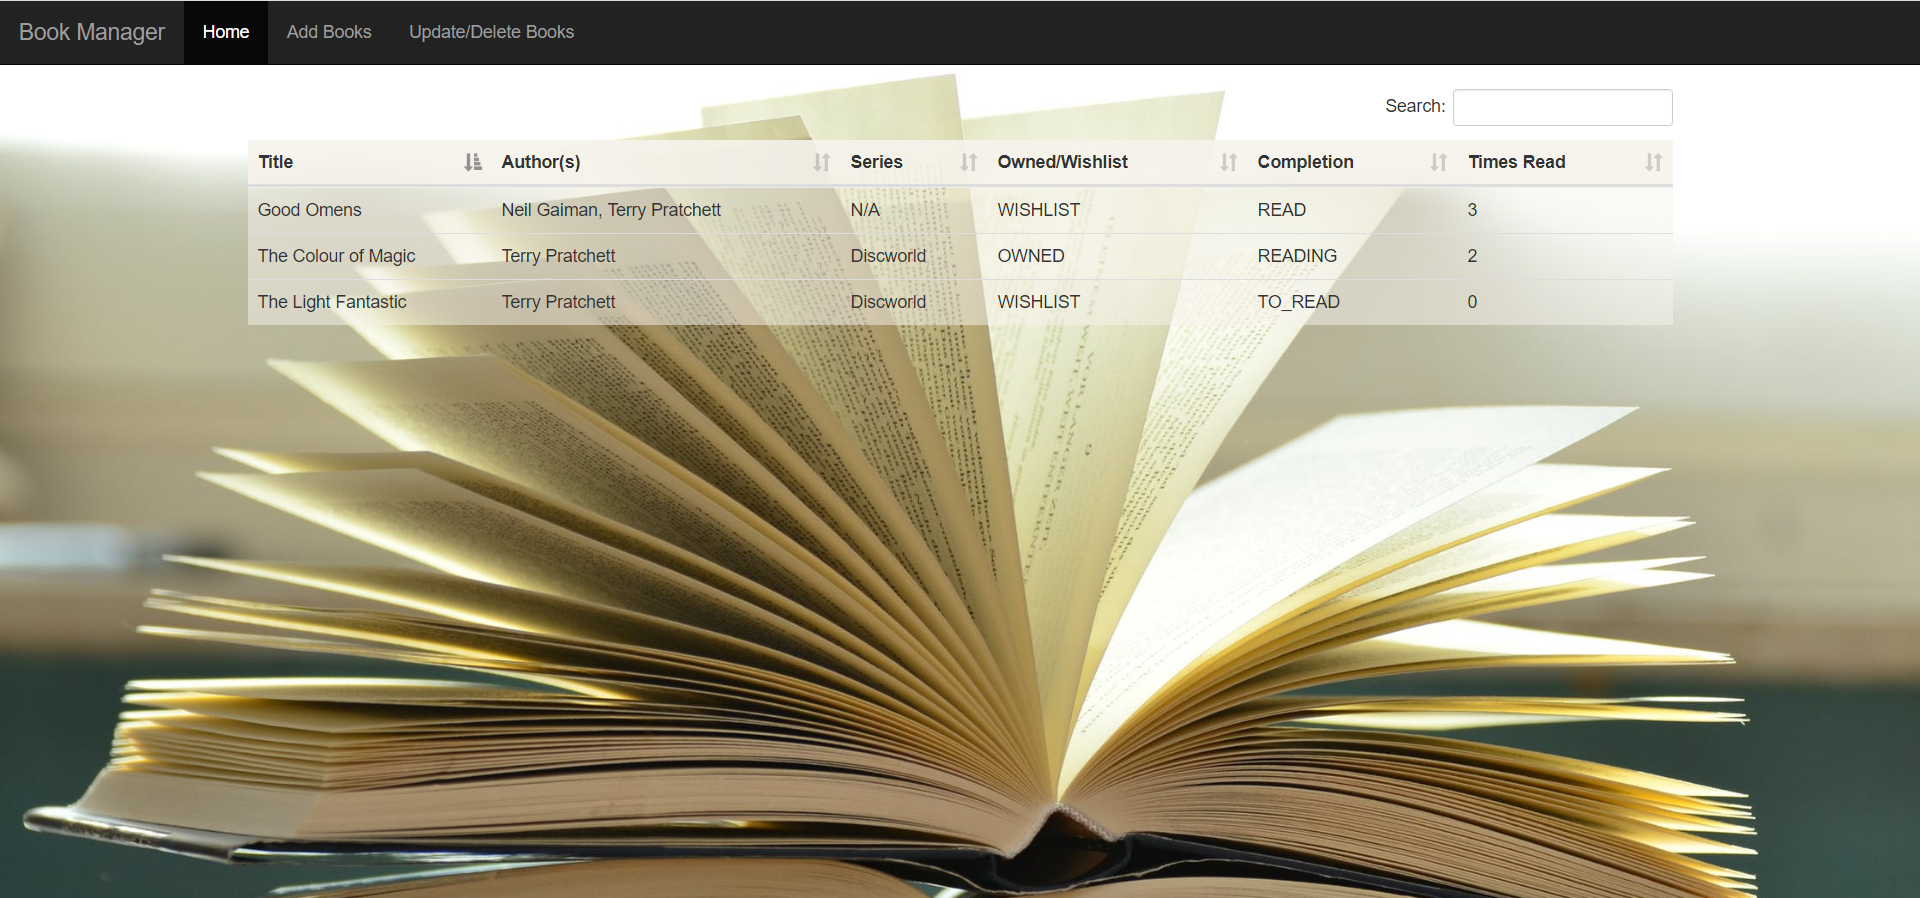 Book Manager Home Add Books Update/Delete Books
Search:
Title Author(s) Series Owned/Wishlist Completion Times Read
Good Omens Neil Gaiman, Terry Pratchett N/A WISHLIST READ 3
The Colour of Magic Terry Pratchett Discworld OWNED READING 2
The Light Fantastic Terry Pratchett Discworld WISHLIST TO_READ 0